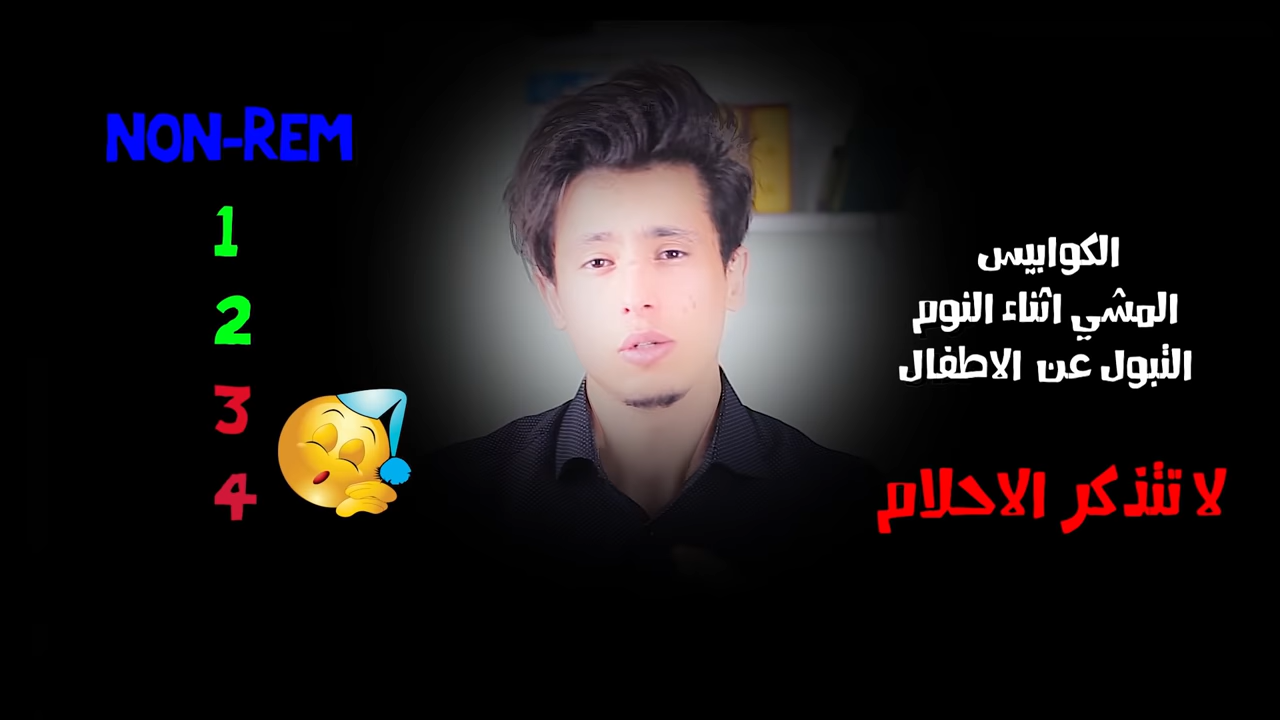 NON-REM
1
2
3
4
الكوابيس
المشي اثناء النوم
التبول عن الاطفال
لا تتذكر الاحلام